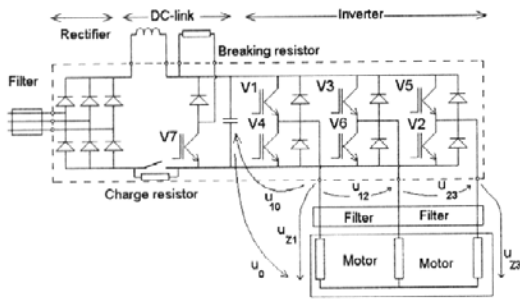 DC-link
Inverter
Rectifier
Breaking resistor
Filter
V1
V3
V5
V7
V4
V6
V2
Charge resistor
u10
u12
u23
uZ1
Filter
Filter
u0
Motor
Motor
uZ3